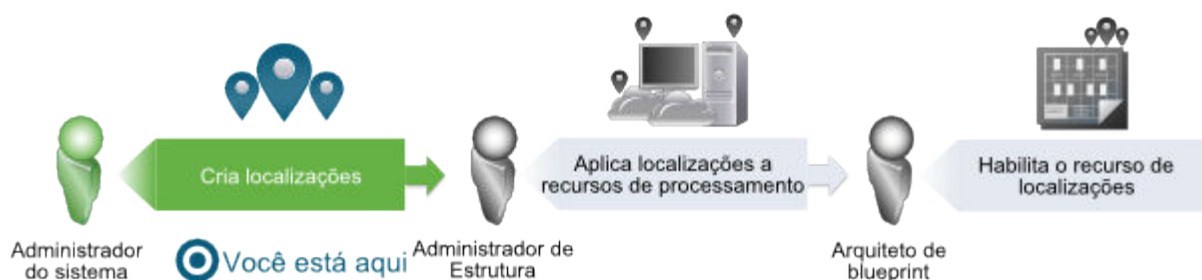 Cria localizações
Aplica localizações a
recursos de processamento
Habilita o recurso de
localizações
Administrador
do sistema
Você está aqui
Administrador de
Estrutura
Arquiteto de
blueprint